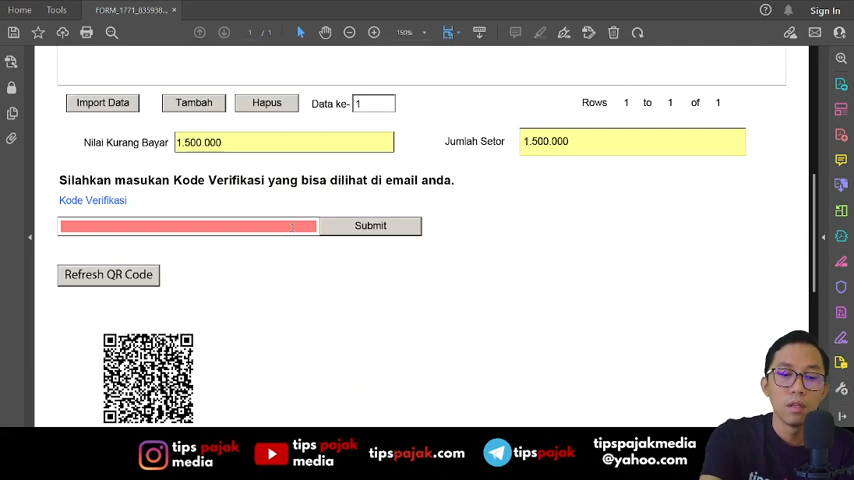 Home Tools FORM_1771_835938... × Sign In
1 / 1 150%
Import Data Tambah Hapus Data ke- 1 Rows 1 to 1 of 1
Nilai Kurang Bayar 1.500.000 Jumlah Setor 1.500.000
Silahkan masukan Kode Verifikasi yang bisa dilihat di email anda.
Kode Verifikasi
Submit
Refresh QR Code
tips pajak media tips pajak media tipspajak.com tipspajak tipspajakmedia @yahoo.com